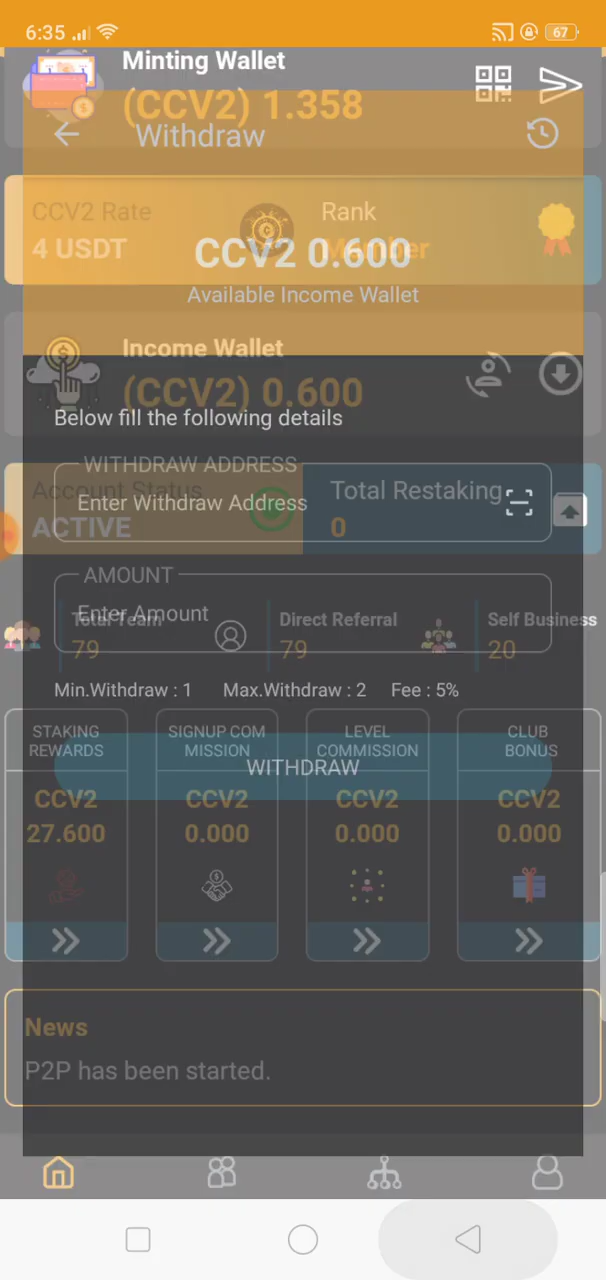 6:35
67
Minting Wallet
(CCV2) 1.358
Withdraw
CCV2 Rate
Rank
4 USDT
Member
CCV2 0.600
Available Income Wallet
Income Wallet
(CCV2) 0.600
Below fill the following details
WITHDRAW ADDRESS
Enter Withdraw Address
Account Status
ACTIVE
Total Restaking
0
AMOUNT
Enter Amount
Total Team
79
Direct Referral
79
Self Business
20
Min.Withdraw : 1 Max.Withdraw : 2 Fee : 5%
STAKING
REWARDS
CCV2
27.600
SIGNUP COM
MISSION
CCV2
0.000
LEVEL
COMMISSION
CCV2
0.000
CLUB
BONUS
CCV2
0.000
WITHDRAW
News
P2P has been started.